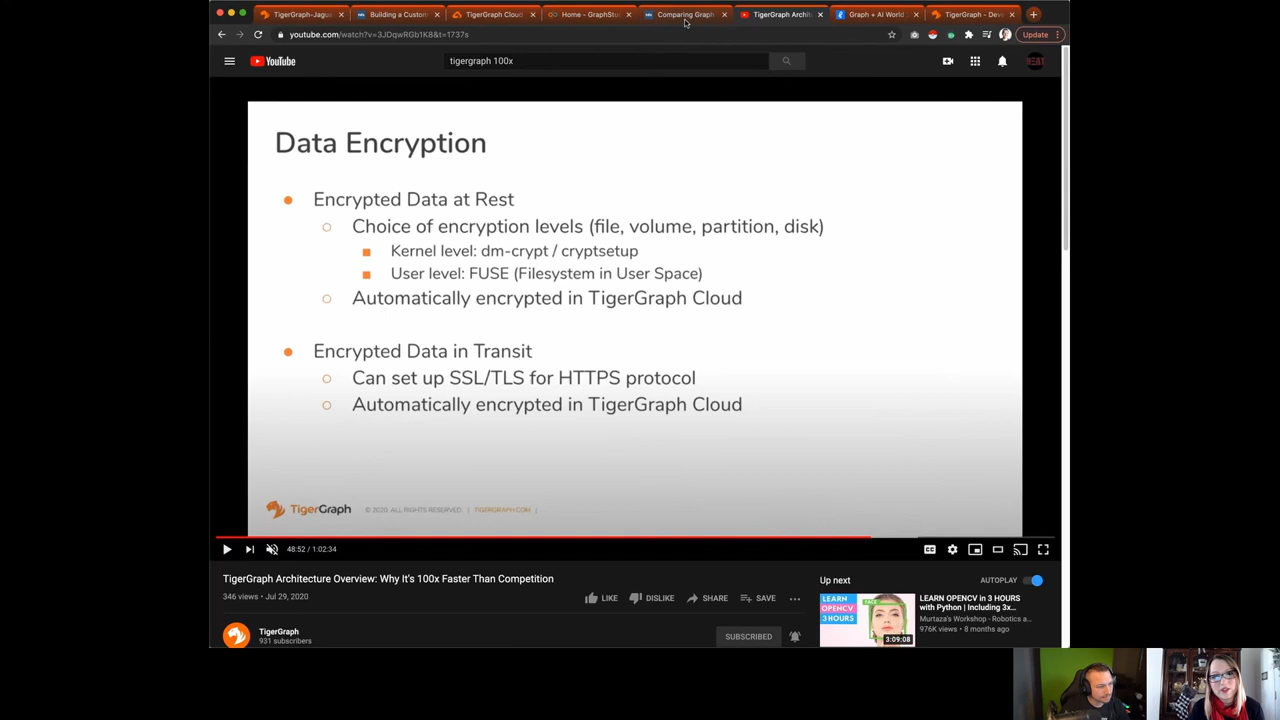 TigerGraph-Jague
Building a Custom
TigerGraph Cloud
Home - GraphStu
Comparing Graph
TigerGraph Archi
Graph + AI World
TigerGraph - Deve
youtube.com/watch?v=3JDqwRGb1K8&t=1737s
Update
YouTube
tigergraph 100x
Data Encryption
Encrypted Data at Rest
Choice of encryption levels (file, volume, partition, disk)
Kernel level: dm-crypt / cryptsetup
User level: FUSE (Filesystem in User Space)
Automatically encrypted in TigerGraph Cloud
Encrypted Data in Transit
Can set up SSL/TLS for HTTPS protocol
Automatically encrypted in TigerGraph Cloud
TigerGraph
© 2020. ALL RIGHTS RESERVED. | TIGERGRAPH.COM |
48:52 / 1:02:34
TigerGraph Architecture Overview: Why It's 100x Faster Than Competition
346 views • Jul 29, 2020
LIKE
DISLIKE
SHARE
SAVE
TigerGraph
931 subscribers
SUBSCRIBED
Up next
AUTOPLAY
LEARN
OPENCV
3 HOURS
FACE
3:09:08
LEARN OPENCV in 3 HOURS
with Python | Including 3x...
Murtaza's Workshop - Robotics a...
976K views • 8 months ago